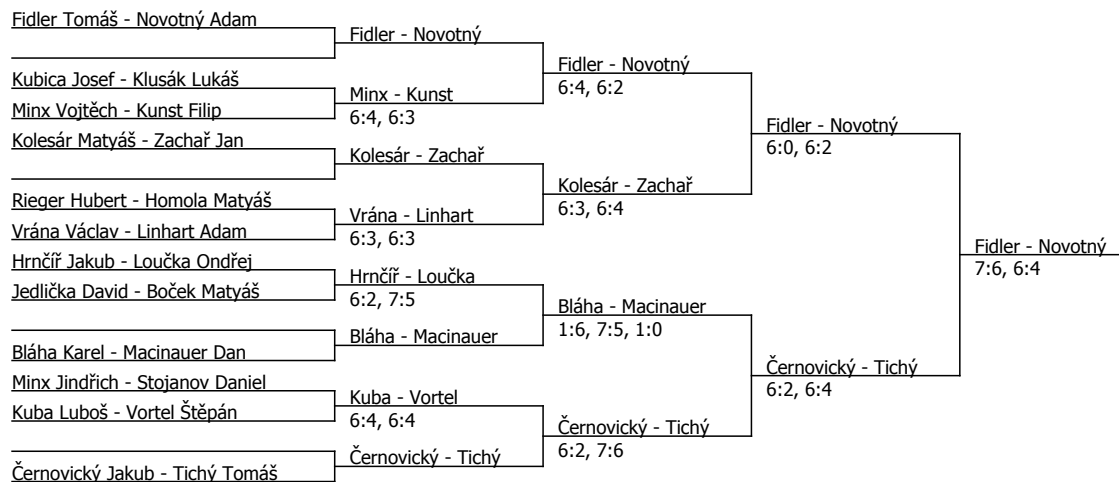 Fidler Tomáš - Novotný Adam
Kubica Josef - Klusák Lukáš
Minx Vojtěch - Kunst Filip
Kolesár Matyáš - Zachař Jan
Rieger Hubert - Homola Matyáš
Vrána Václav - Linhart Adam
Hrnčíř Jakub - Loučka Ondřej
Jedlička David - Boček Matyáš
Bláha Karel - Macinauer Dan
Minx Jindřich - Stojanov Daniel
Kuba Luboš - Vortel Štěpán
Černovický Jakub - Tichý Tomáš
Fidler - Novotný
Minx - Kunst
6:4, 6:3
Kolesár - Zachař
Vrána - Linhart
6:3, 6:3
Hrnčíř - Loučka
6:2, 7:5
Bláha - Macinauer
Kuba - Vortel
6:4, 6:4
Černovický - Tichý
Fidler - Novotný
6:4, 6:2
Kolesár - Zachař
6:3, 6:4
Bláha - Macinauer
1:6, 7:5, 1:0
Černovický - Tichý
6:2, 7:6
Fidler - Novotný
6:0, 6:2
Černovický - Tichý
6:2, 6:4
Fidler - Novotný
7:6, 6:4